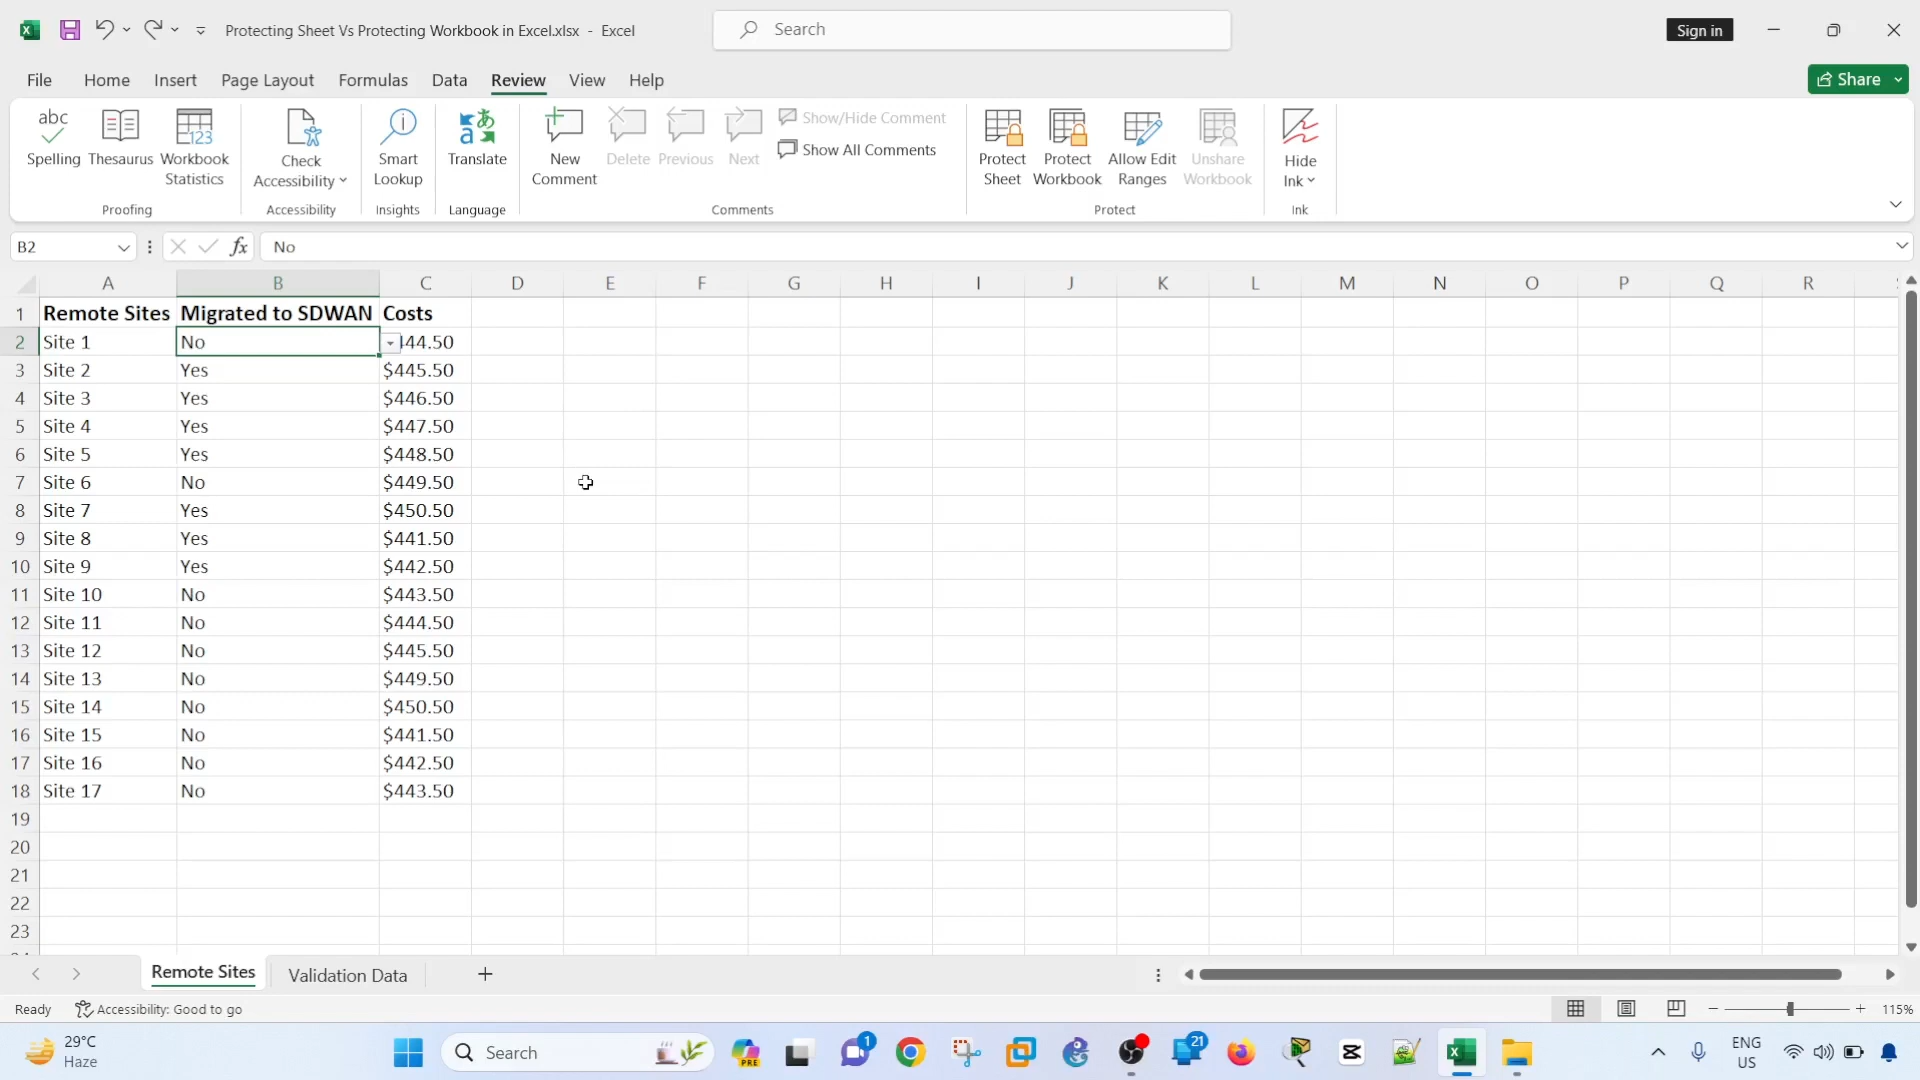 Protecting Sheet Vs Protecting Workbook in Excel.xlsx - Excel
Search
Sign in
File Home Insert Page Layout Formulas Data Review View Help
Share
abc
Spelling
Thesaurus
123
Workbook Statistics
Proofing
Check Accessibility
Accessibility
Smart Lookup
Insights
Translate
Language
New Comment
Delete
Previous
Next
Show/Hide Comment
Show All Comments
Comments
Protect Sheet
Protect Workbook
Allow Edit Ranges
Unshare Workbook
Protect
Hide Ink
Ink
B2
fx
No
A B C D E F G H I J K L M N O P Q R
1 Remote Sites Migrated to SDWAN Costs
2 Site 1 No 444.50
3 Site 2 Yes $445.50
4 Site 3 Yes $446.50
5 Site 4 Yes $447.50
6 Site 5 Yes $448.50
7 Site 6 No $449.50
8 Site 7 Yes $450.50
9 Site 8 Yes $441.50
10 Site 9 Yes $442.50
11 Site 10 No $443.50
12 Site 11 No $444.50
13 Site 12 No $445.50
14 Site 13 No $449.50
15 Site 14 No $450.50
16 Site 15 No $441.50
17 Site 16 No $442.50
18 Site 17 No $443.50
19
20
21
22
23
Remote Sites Validation Data
Ready Accessibility: Good to go
115%
29°C
Haze
Search
PRE
1
21
ENG
US